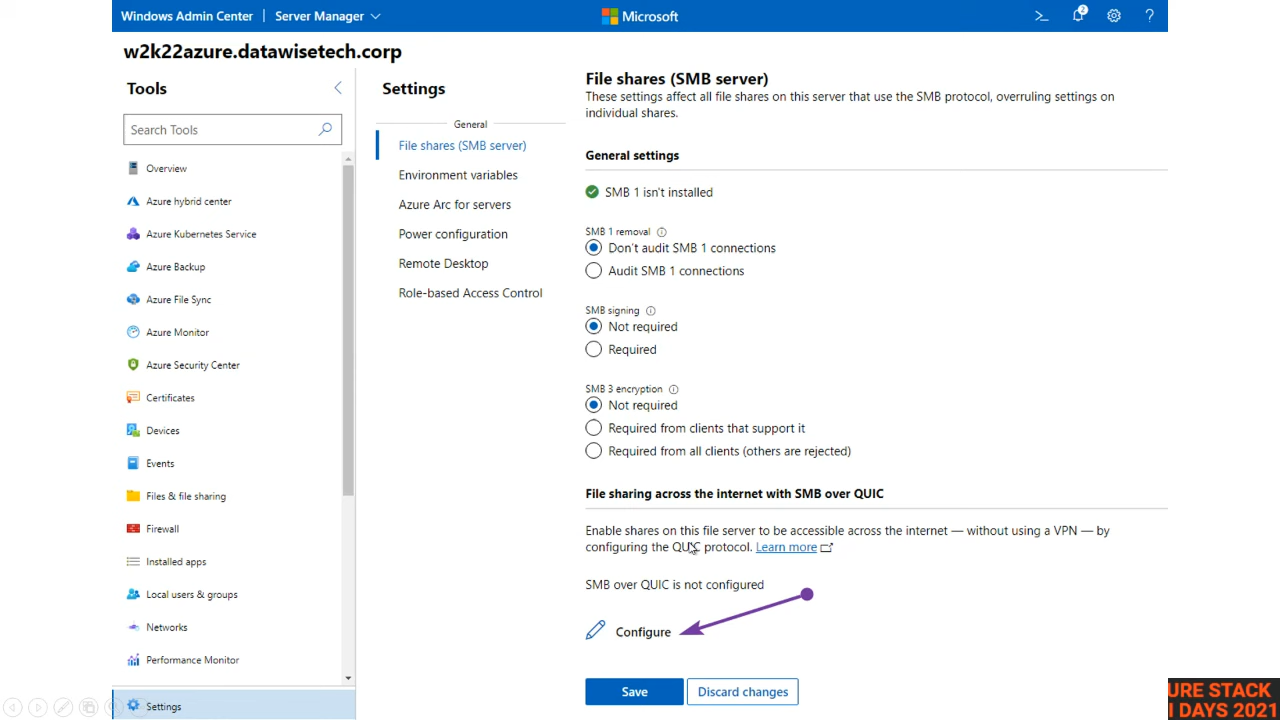 Windows Admin Center | Server Manager
Microsoft
2
w2k22azure.datawisetech.corp
Tools
Search Tools
Overview
Azure hybrid center
Azure Kubernetes Service
Azure Backup
Azure File Sync
Azure Monitor
Azure Security Center
Certificates
Devices
Events
Files & file sharing
Firewall
Installed apps
Local users & groups
Networks
Performance Monitor
Settings
Settings
General
File shares (SMB server)
Environment variables
Azure Arc for servers
Power configuration
Remote Desktop
Role-based Access Control
File shares (SMB server)
These settings affect all file shares on this server that use the SMB protocol, overruling settings on
individual shares.
General settings
SMB 1 isn't installed
SMB 1 removal
Don't audit SMB 1 connections
Audit SMB 1 connections
SMB signing
Not required
Required
SMB 3 encryption
Not required
Required from clients that support it
Required from all clients (others are rejected)
File sharing across the internet with SMB over QUIC
Enable shares on this file server to be accessible across the internet — without using a VPN — by
configuring the QUIC protocol. Learn more
SMB over QUIC is not configured
Configure
Save
Discard changes
URE STACK
I DAYS 2021